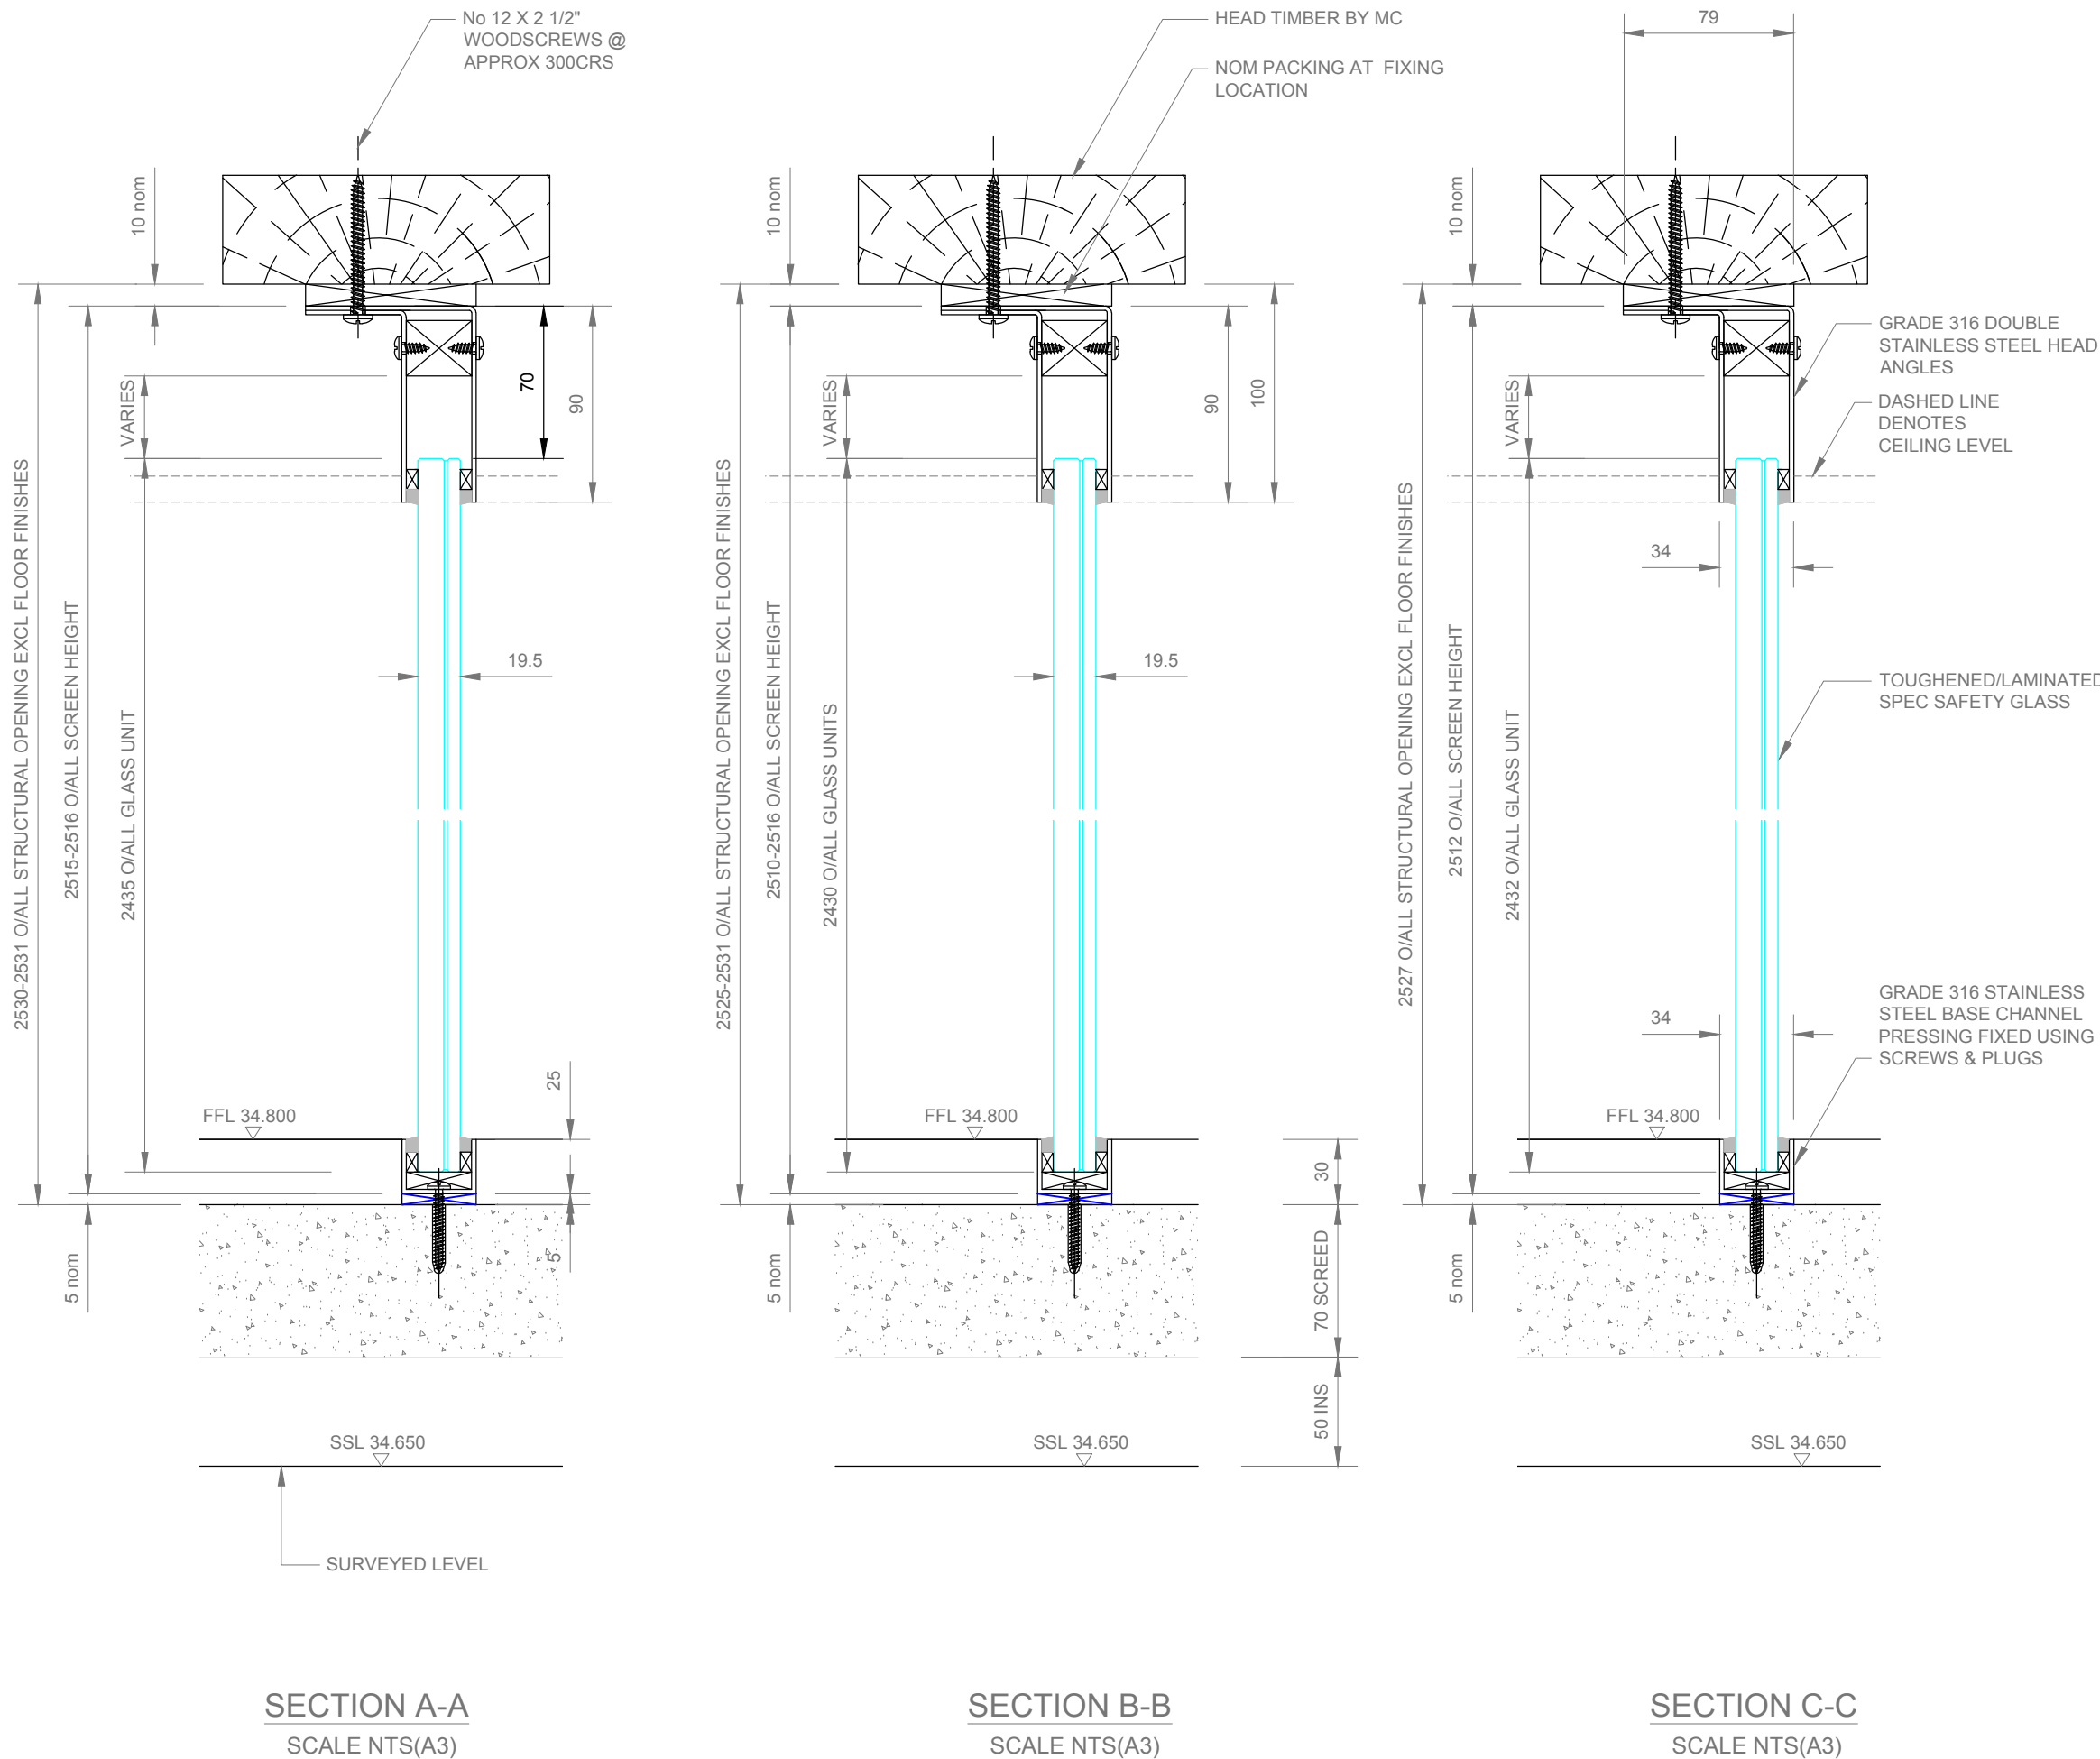 No 12 X 2 1/2"
WOODSCREWS @
APPROX 300CRS
10 nom
VARIES
70
90
2530-2531 O/ALL STRUCTURAL OPENING EXCL FLOOR FINISHES
2515-2516 O/ALL SCREEN HEIGHT
2435 O/ALL GLASS UNIT
19.5
25
FFL 34.800
5
5 nom
SSL 34.650
SURVEYED LEVEL
SECTION A-A
SCALE NTS(A3)
HEAD TIMBER BY MC
NOM PACKING AT FIXING
LOCATION
10 nom
VARIES
90
100
2525-2531 O/ALL STRUCTURAL OPENING EXCL FLOOR FINISHES
2510-2516 O/ALL SCREEN HEIGHT
2430 O/ALL GLASS UNITS
19.5
FFL 34.800
30
5 nom
70 SCREED
50 INS
SSL 34.650
SECTION B-B
SCALE NTS(A3)
79
10 nom
GRADE 316 DOUBLE
STAINLESS STEEL HEAD
ANGLES
VARIES
DASHED LINE
DENOTES
CEILING LEVEL
34
2527 O/ALL STRUCTURAL OPENING EXCL FLOOR FINISHES
2512 O/ALL SCREEN HEIGHT
2432 O/ALL GLASS UNIT
TOUGHENED/LAMINATED
SPEC SAFETY GLASS
34
GRADE 316 STAINLESS
STEEL BASE CHANNEL
PRESSING FIXED USING
SCREWS & PLUGS
FFL 34.800
5 nom
SSL 34.650
SECTION C-C
SCALE NTS(A3)